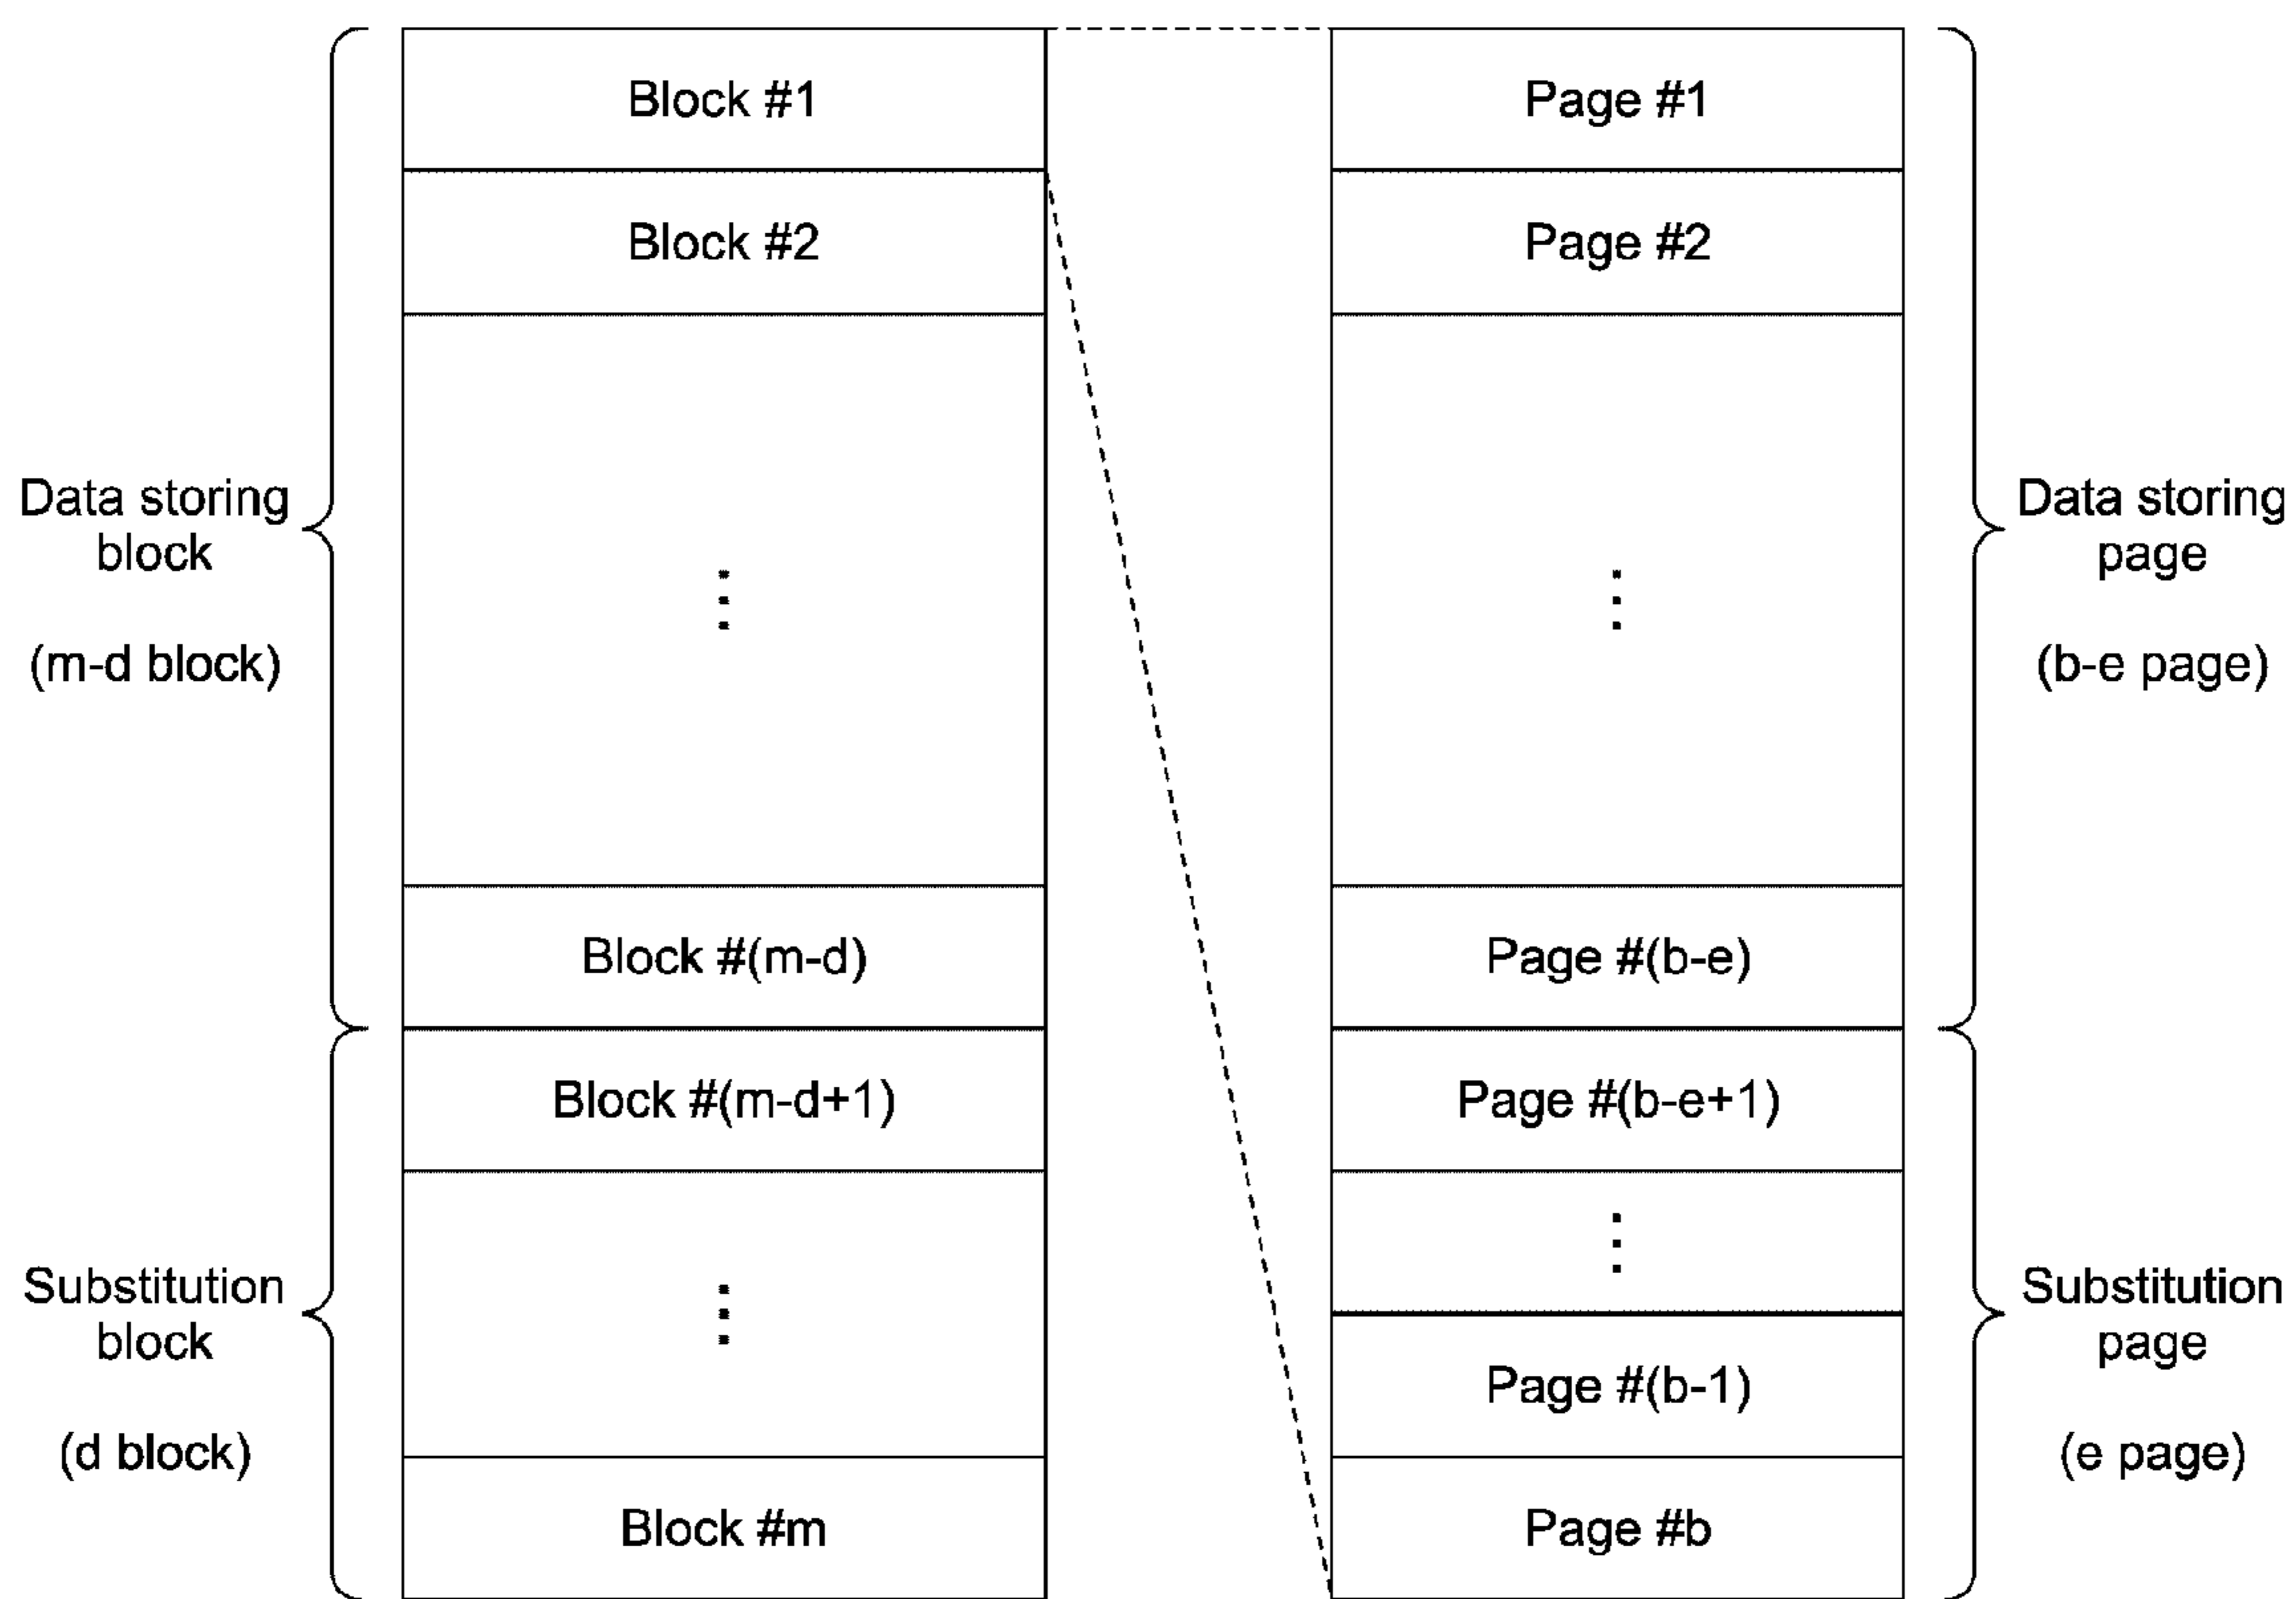 Block #1
Block #2
Data storing
block
(m-d block)
Block #(m-d)
Block #(m-d+1)
Substitution
block
(d block)
Block #m
Page #1
Page #2
Data storing
page
(b-e page)
Page #(b-e)
Page #(b-e+1)
Page #(b-1)
Substitution
page
(e page)
Page #b